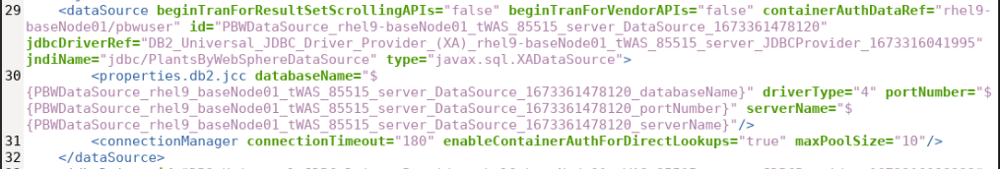 29 <dataSource beginTranForResultSetScrollingAPIs="false" beginTranForVendorAPIs="false" containerAuthDataRef="rhel9-
baseNode01/pbwuser" id="PBWDataSource_rhel9-baseNode01_tWAS_85515_server_DataSource_1673361478120"
jdbcDriverRef="DB2_Universal_JDBC_Driver_Provider_(XA)_rhel9-baseNode01_tWAS_85515_server_JDBCProvider_1673316041995"
jndiName="jdbc/PlantsByWebSphereDataSource" type="javax.sql.XADataSource">
30 <properties.db2.jcc databaseName="$
{PBWDataSource_rhel9_baseNode01_tWAS_85515_server_DataSource_1673361478120_databaseName}" driverType="4" portNumber="$
{PBWDataSource_rhel9_baseNode01_tWAS_85515_server_DataSource_1673361478120_portNumber}" serverName="$
{PBWDataSource_rhel9_baseNode01_tWAS_85515_server_DataSource_1673361478120_serverName}"/>
31 <connectionManager connectionTimeout="180" enableContainerAuthForDirectLookups="true" maxPoolSize="10"/>
32 </dataSource>